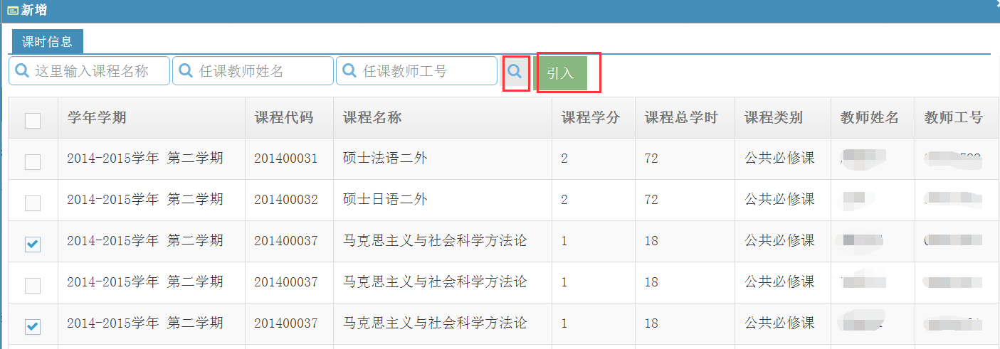 新增
课时信息
这里输入课程名称 任课教师姓名 任课教师工号 引入
学年学期 课程代码 课程名称 课程学分 课程总学时 课程类别 教师姓名 教师工号
2014-2015学年 第二学期 201400031 硕士法语二外 2 72 公共必修课
2014-2015学年 第二学期 201400032 硕士日语二外 2 72 公共必修课
2014-2015学年 第二学期 201400037 马克思主义与社会科学方法论 1 18 公共必修课
2014-2015学年 第二学期 201400037 马克思主义与社会科学方法论 1 18 公共必修课
2014-2015学年 第二学期 201400037 马克思主义与社会科学方法论 1 18 公共必修课